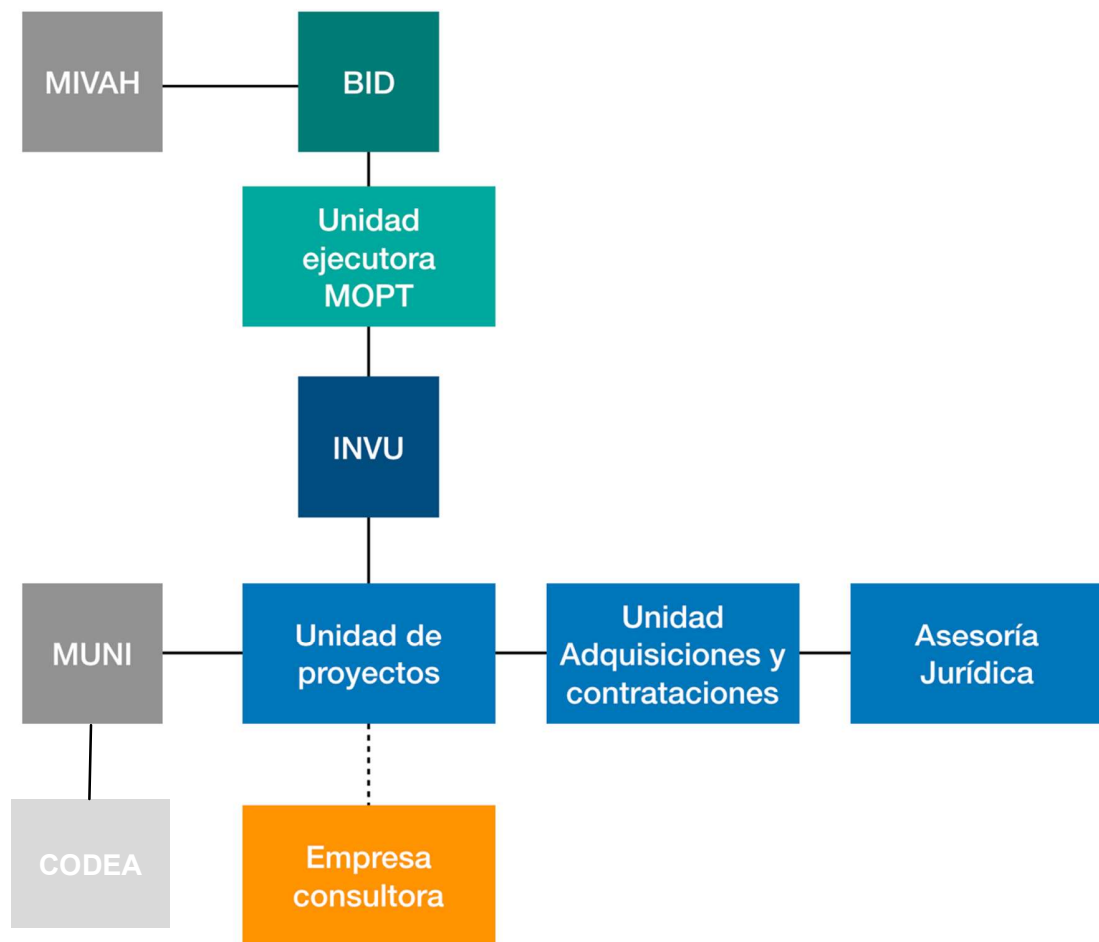 MIVAH
BID
Unidad
ejecutora
MOPT
INVU
MUNI
Unidad de
proyectos
Unidad
Adquisiciones y
contrataciones
Asesoría
Jurídica
CODEA
Empresa
consultora